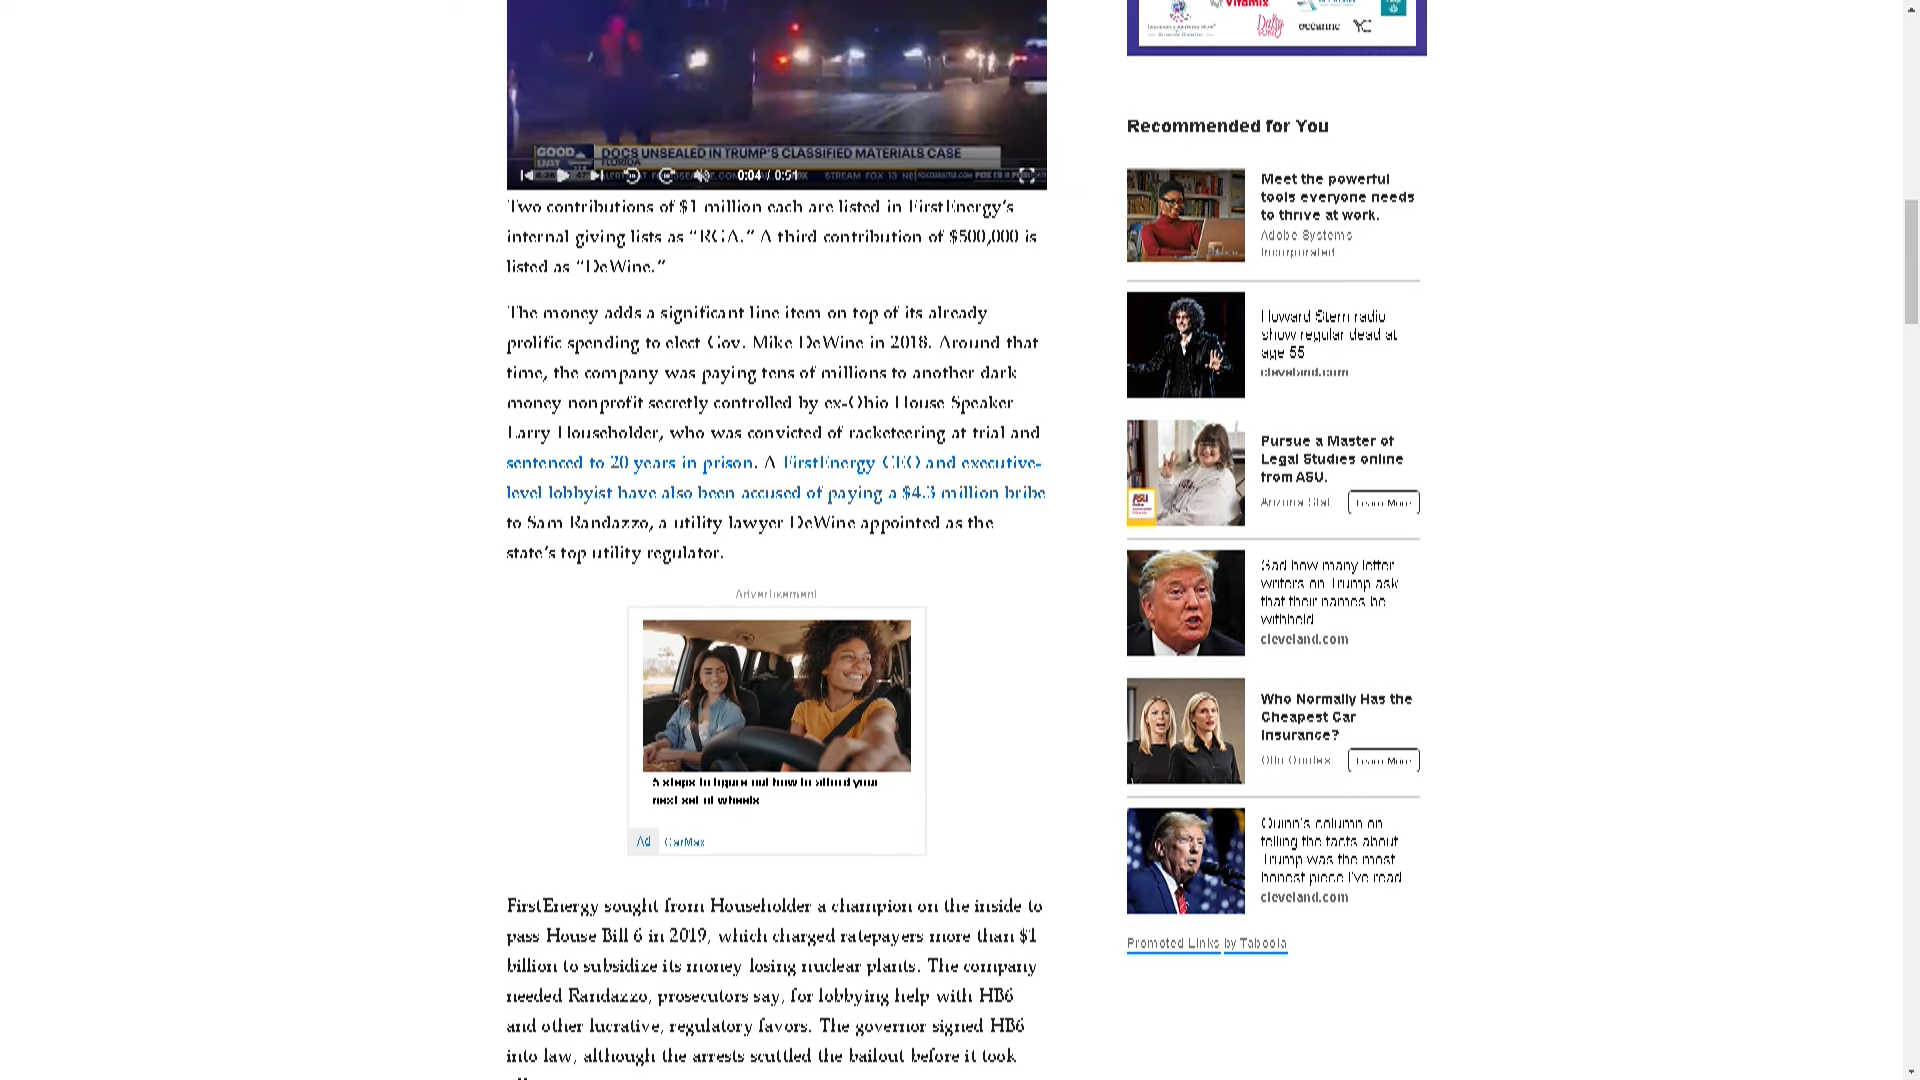 Vitamix
Daisy
oceanne
YC
GOOD DAY
DOCS UNSEALED IN TRUMP'S CLASSIFIED MATERIALS CASE
FLORIDA
0:04 / 0:51
STREAM FOX 13
Two contributions of $1 million each are listed in FirstEnergy's
internal giving lists as “RGA.” A third contribution of $500,000 is
listed as “DeWine.”
The money adds a significant line item on top of its already
prolific spending to elect Gov. Mike DeWine in 2018. Around that
time, the company was paying tens of millions to another dark
money nonprofit secretly controlled by ex-Ohio House Speaker
Larry Householder, who was convicted of racketeering at trial and
sentenced to 20 years in prison. A FirstEnergy CEO and executive-
level lobbyist have also been accused of paying a $4.3 million bribe
to Sam Randazzo, a utility lawyer DeWine appointed as the
state’s top utility regulator.
Advertisement
5 steps to figure out how to afford your
next set of wheels
Ad CarMax
FirstEnergy sought from Householder a champion on the inside to
pass House Bill 6 in 2019, which charged ratepayers more than $1
billion to subsidize its money losing nuclear plants. The company
needed Randazzo, prosecutors say, for lobbying help with HB6
and other lucrative, regulatory favors. The governor signed HB6
into law, although the arrests scuttled the bailout before it took
Recommended for You
Meet the powerful
tools everyone needs
to thrive at work.
Adobe Systems
Incorporated
Howard Stern radio
show regular dead at
age 55
cleveland.com
Pursue a Master of
Legal Studies online
from ASU.
Arizona Stat
Learn More
Sad how many letter
writers on Trump ask
that their names be
withheld
cleveland.com
Who Normally Has the
Cheapest Car
Insurance?
Otto Quotes
Learn More
Quinn's column on
telling the facts about
Trump was the most
honest piece I've read
cleveland.com
Promoted Links by Taboola